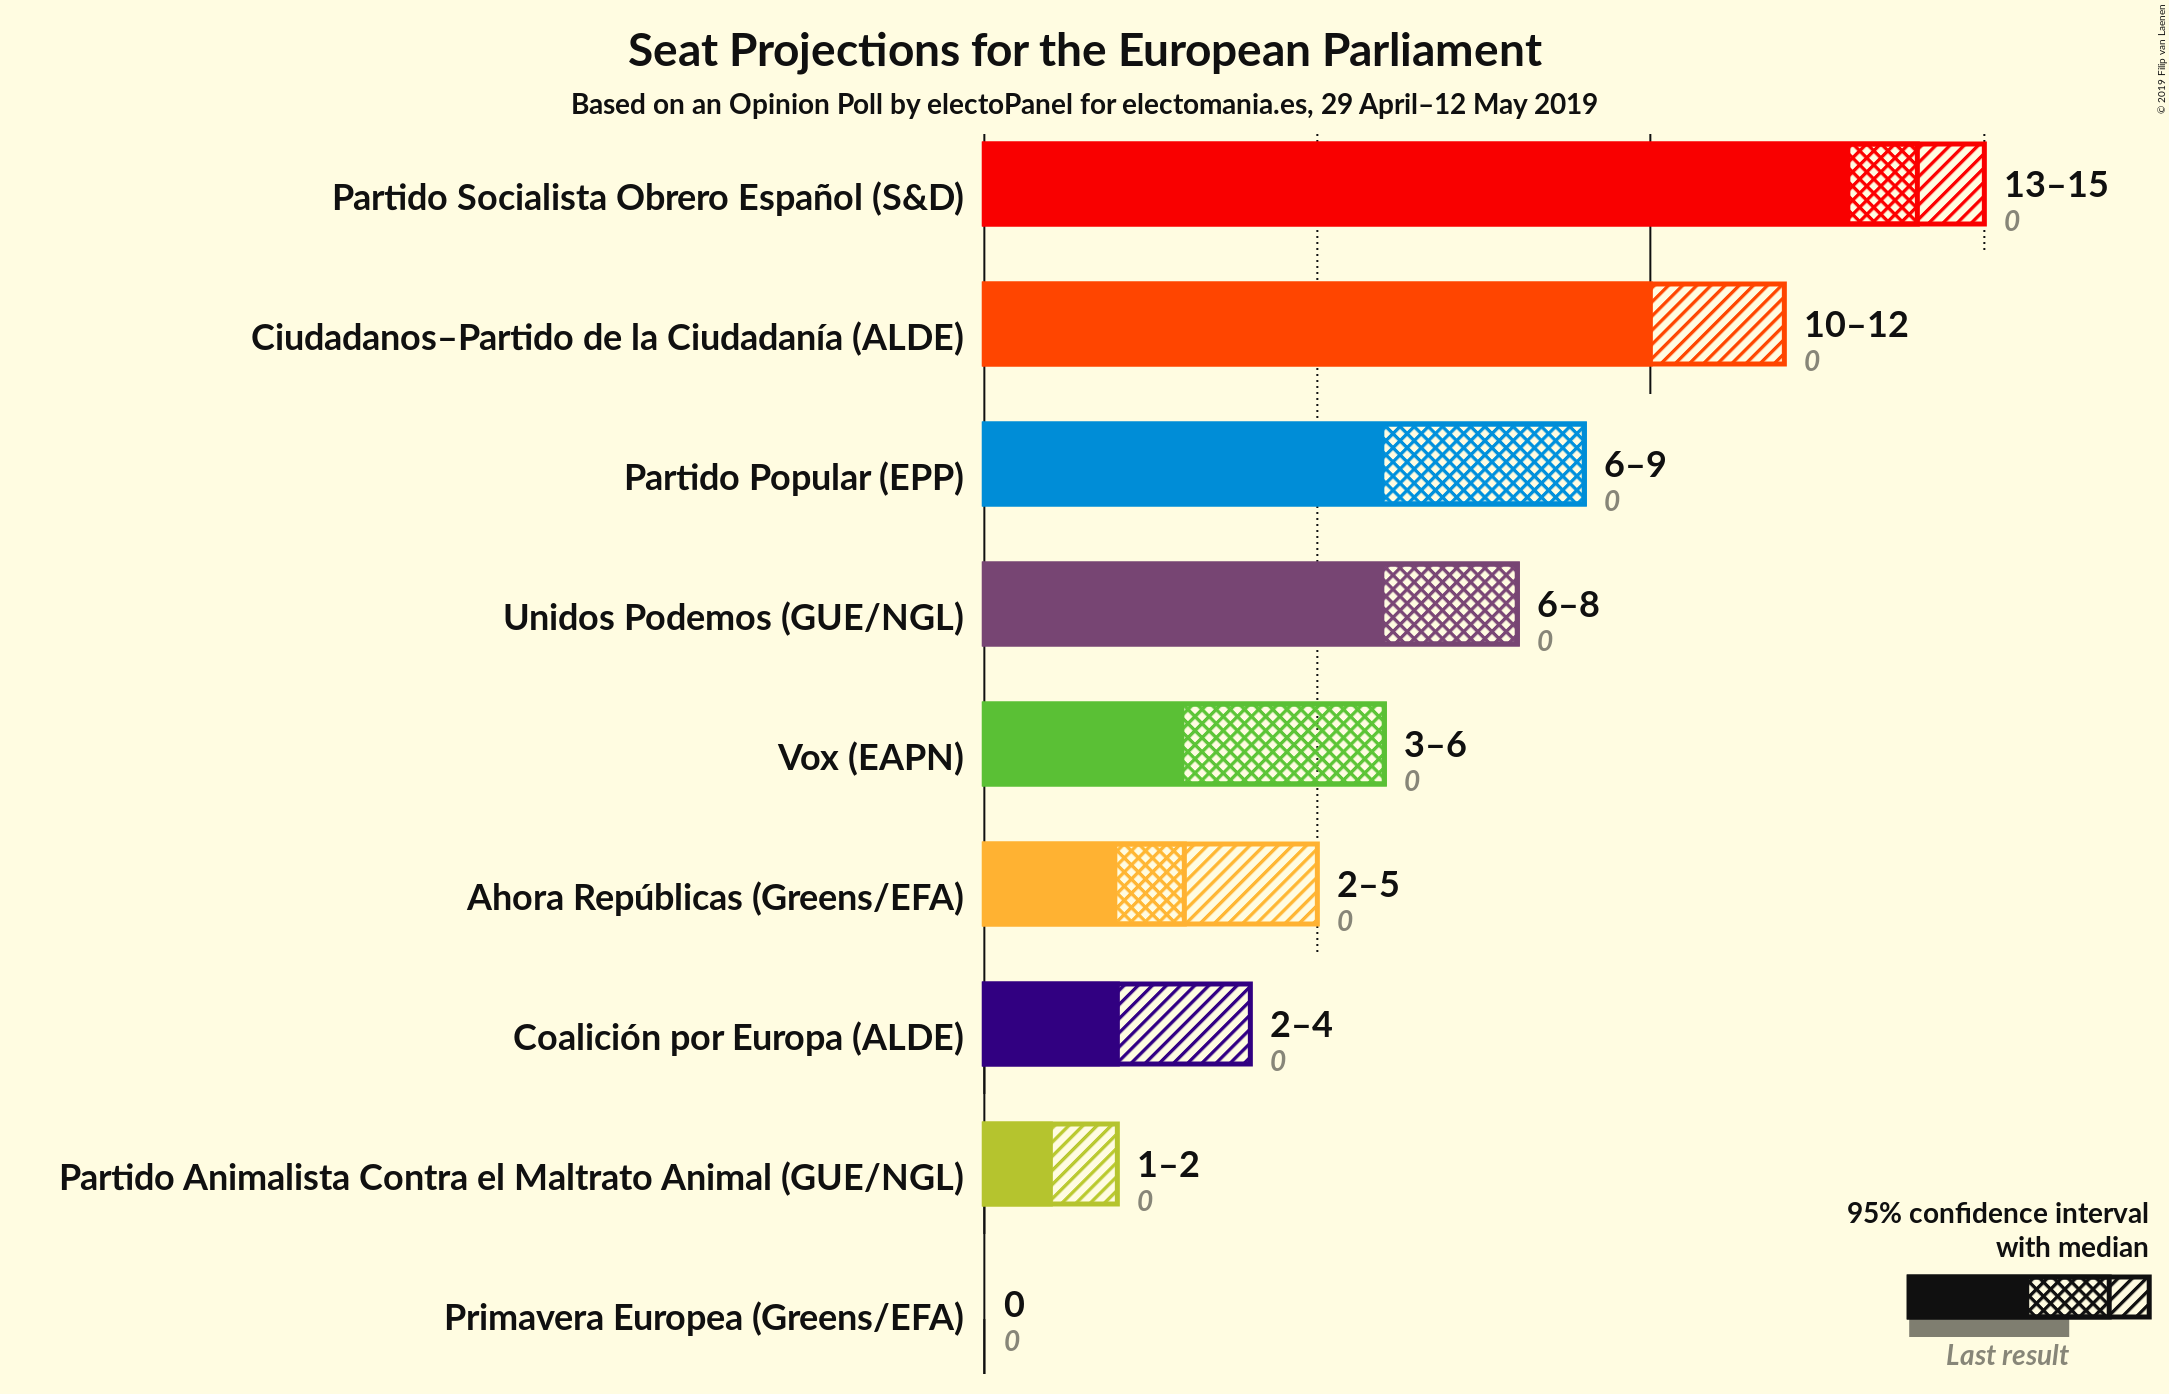 Seat Projections for the European Parliament
Based on an Opinion Poll by electoPanel for electomania.es, 29 April–12 May 2019
© 2019 Filip van Laenen
Partido Socialista Obrero Español (S&D)
13–15
0
Ciudadanos–Partido de la Ciudadanía (ALDE)
10–12
0
Partido Popular (EPP)
6–9
0
Unidos Podemos (GUE/NGL)
6–8
0
Vox (EAPN)
3–6
0
Ahora Repúblicas (Greens/EFA)
2–5
0
Coalición por Europa (ALDE)
2–4
0
Partido Animalista Contra el Maltrato Animal (GUE/NGL)
1–2
0
Primavera Europea (Greens/EFA)
0
0
95% confidence interval
with median
Last result